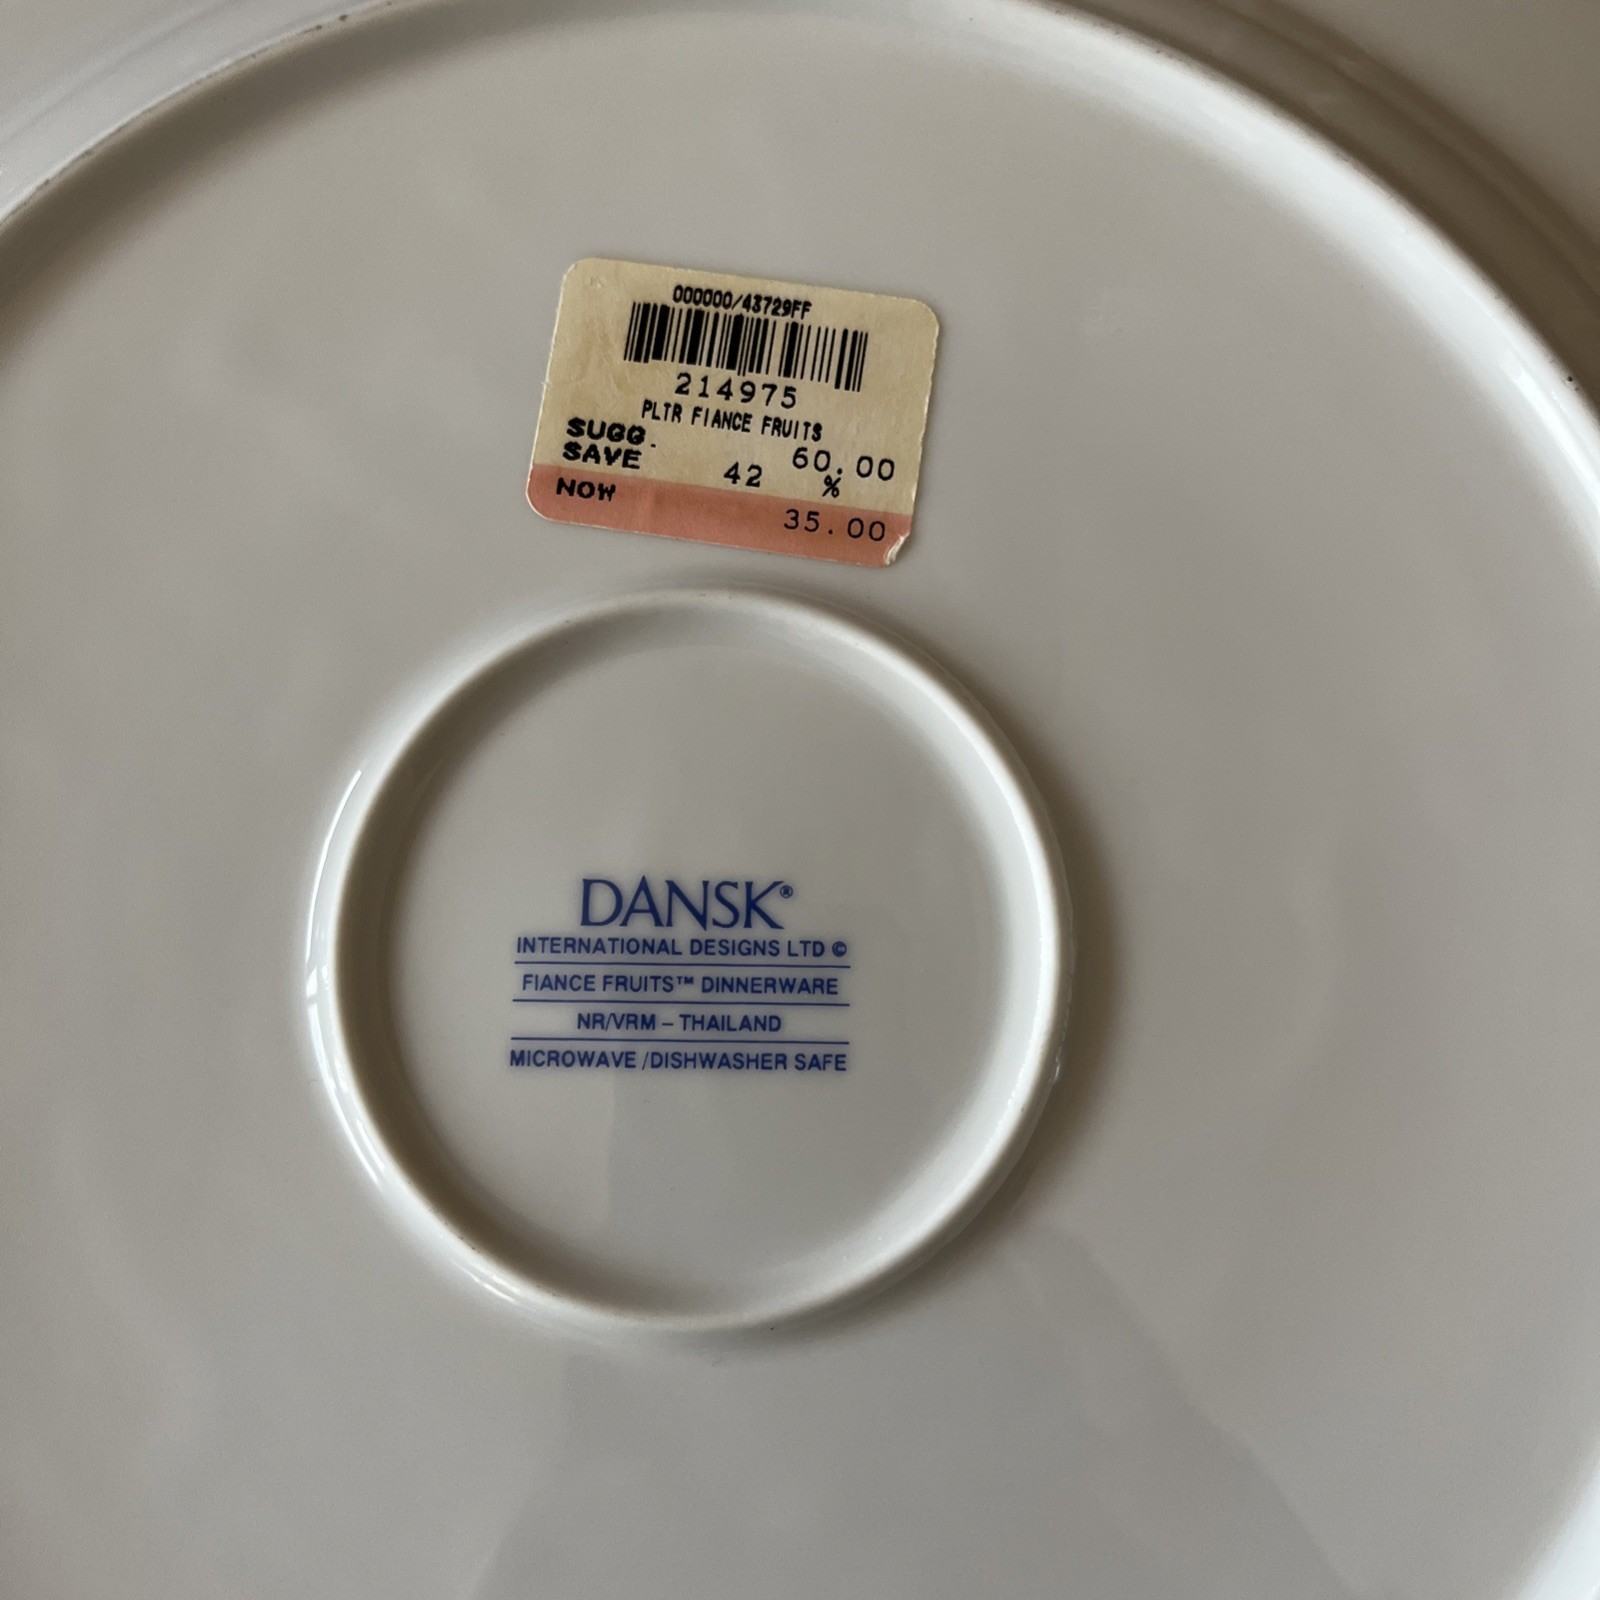 000000/43729FF
214975
PLTR FIANCE FRUITS
SUGG. 60.00
SAVE 42 %
NOW 35.00
DANSK®
INTERNATIONAL DESIGNS LTD ©
FIANCE FRUITS™ DINNERWARE
NR/VRM – THAILAND
MICROWAVE /DISHWASHER SAFE